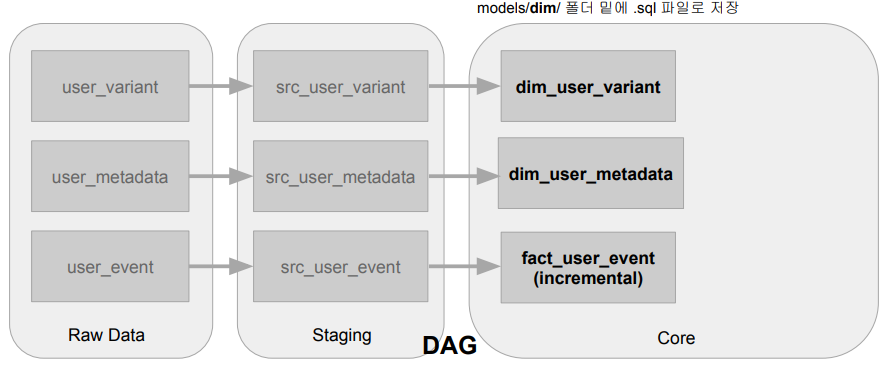 models/dim/ 폴더 밑에 .sql 파일로 저장
user_variant
src_user_variant
dim_user_variant
user_metadata
src_user_metadata
dim_user_metadata
user_event
src_user_event
fact_user_event
(incremental)
Raw Data
Staging
DAG
Core